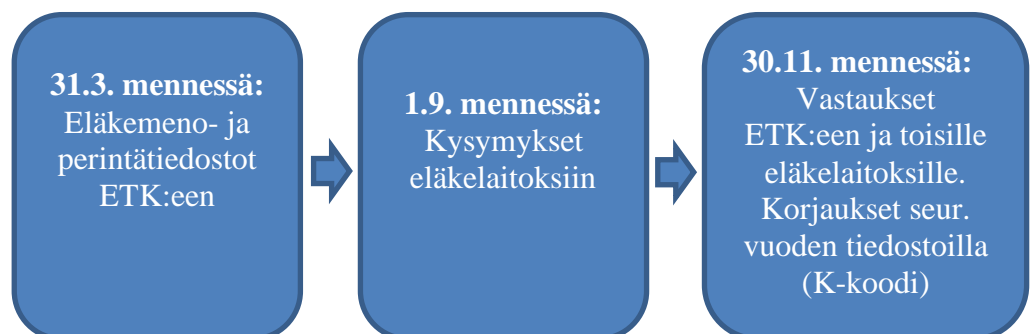 31.3. mennessä:
Eläkemeno- ja
perintätiedostot
ETK:een
1.9. mennessä:
Kysymykset
eläkelaitoksiin
30.11. mennessä:
Vastaukset
ETK:een ja toisille
eläkelaitoksille.
Korjaukset seur.
vuoden tiedostoilla
(K-koodi)